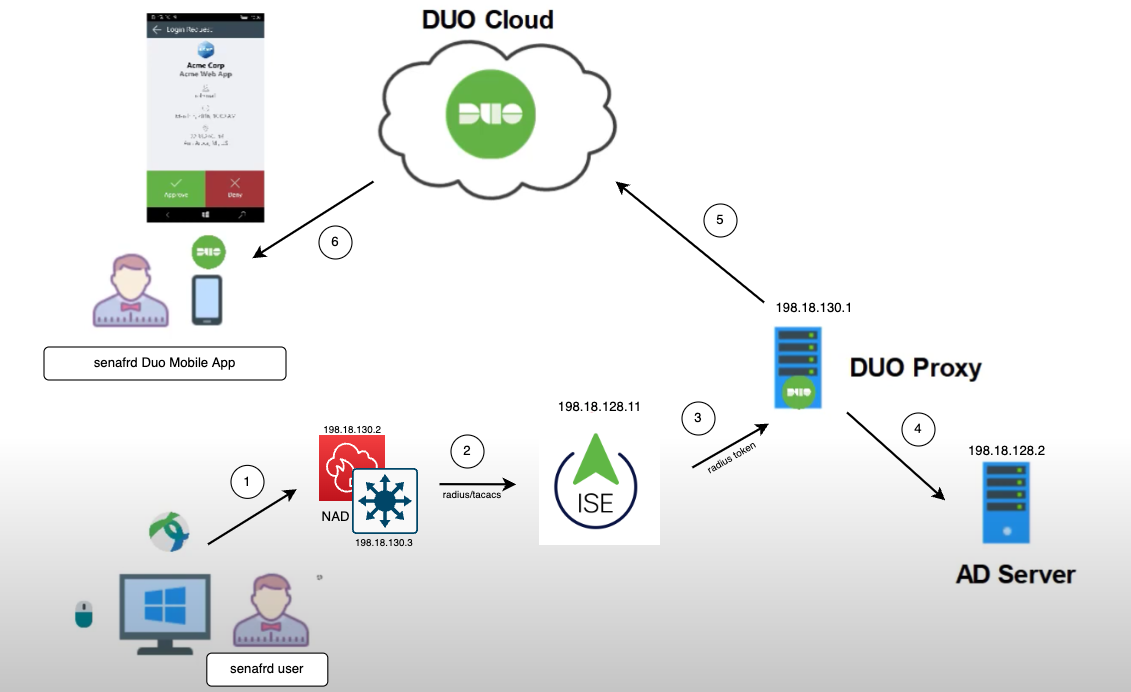 DUO Cloud
Login Request
Acme Corp
Acme Web App
Approve
Deny
DUO
5
6
198.18.130.1
DUO
DUO Proxy
DUO
senafrd Duo Mobile App
198.18.128.11
3
radius token
4
198.18.130.2
2
198.18.128.2
1
radius/tacacs
ISE
NAD
198.18.130.3
AD Server
senafrd user